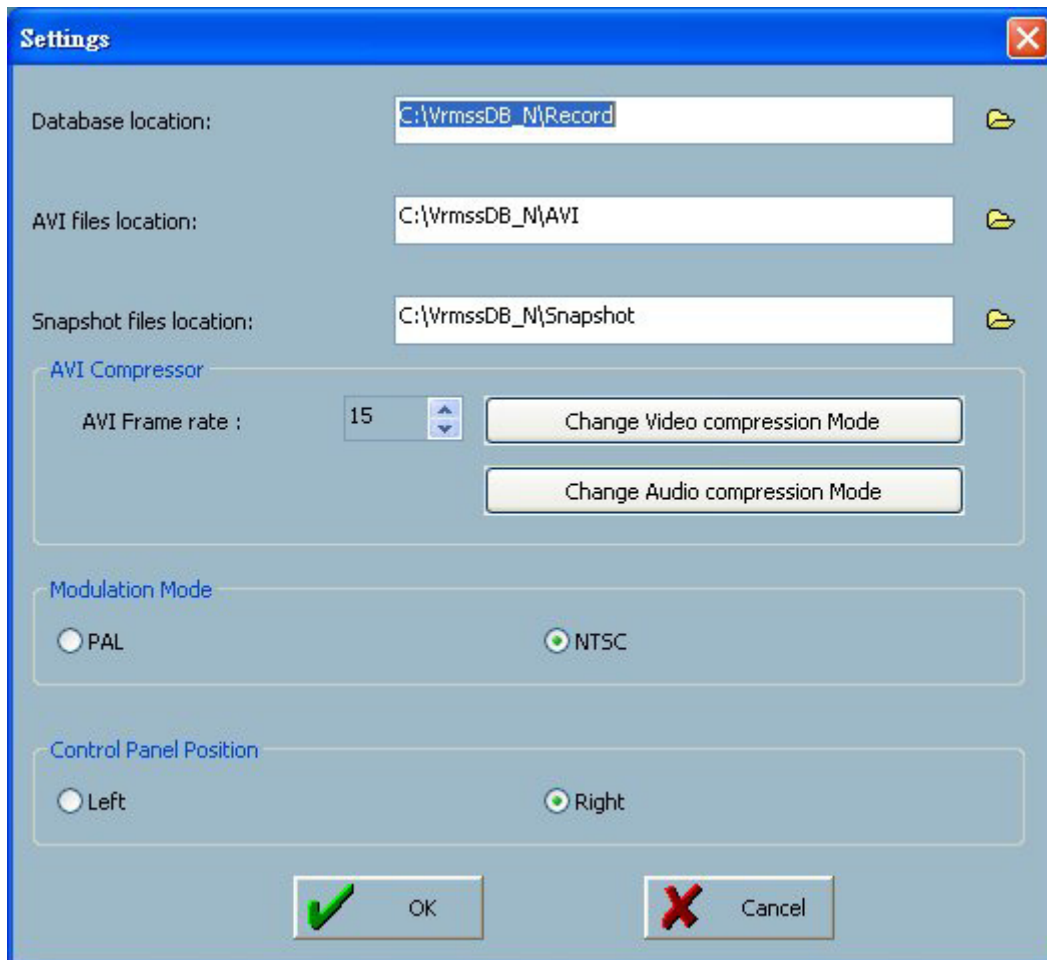 Settings
Database location: C:\VrmssDB_N\Record
AVI files location: C:\VrmssDB_N\AVI
Snapshot files location: C:\VrmssDB_N\Snapshot
AVI Compressor
AVI Frame rate : 15 Change Video compression Mode
Change Audio compression Mode
Modulation Mode
PAL NTSC
Control Panel Position
Left Right
OK Cancel